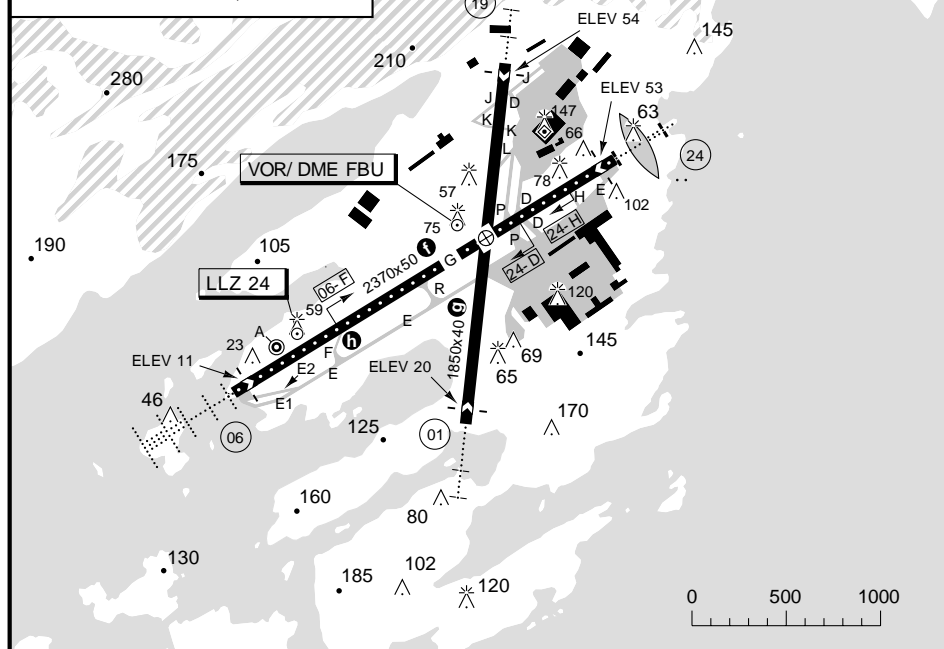 19
ELEV 54
145
210
280
J
ELEV 53
J
D
K
K
147
63
66
L
24
175
VOR/ DME FBU
78
57
E
H
102
D
P
D
24-H
75
P
190
105
f
G
24-D
LLZ 24
06-F
2370x50
R
120
59
g
E
A
h
1850x40
23
F
69
145
ELEV 11
E2
E
ELEV 20
65
46
E1
170
06
125
01
160
80
130
102
185
120
0 500 1000